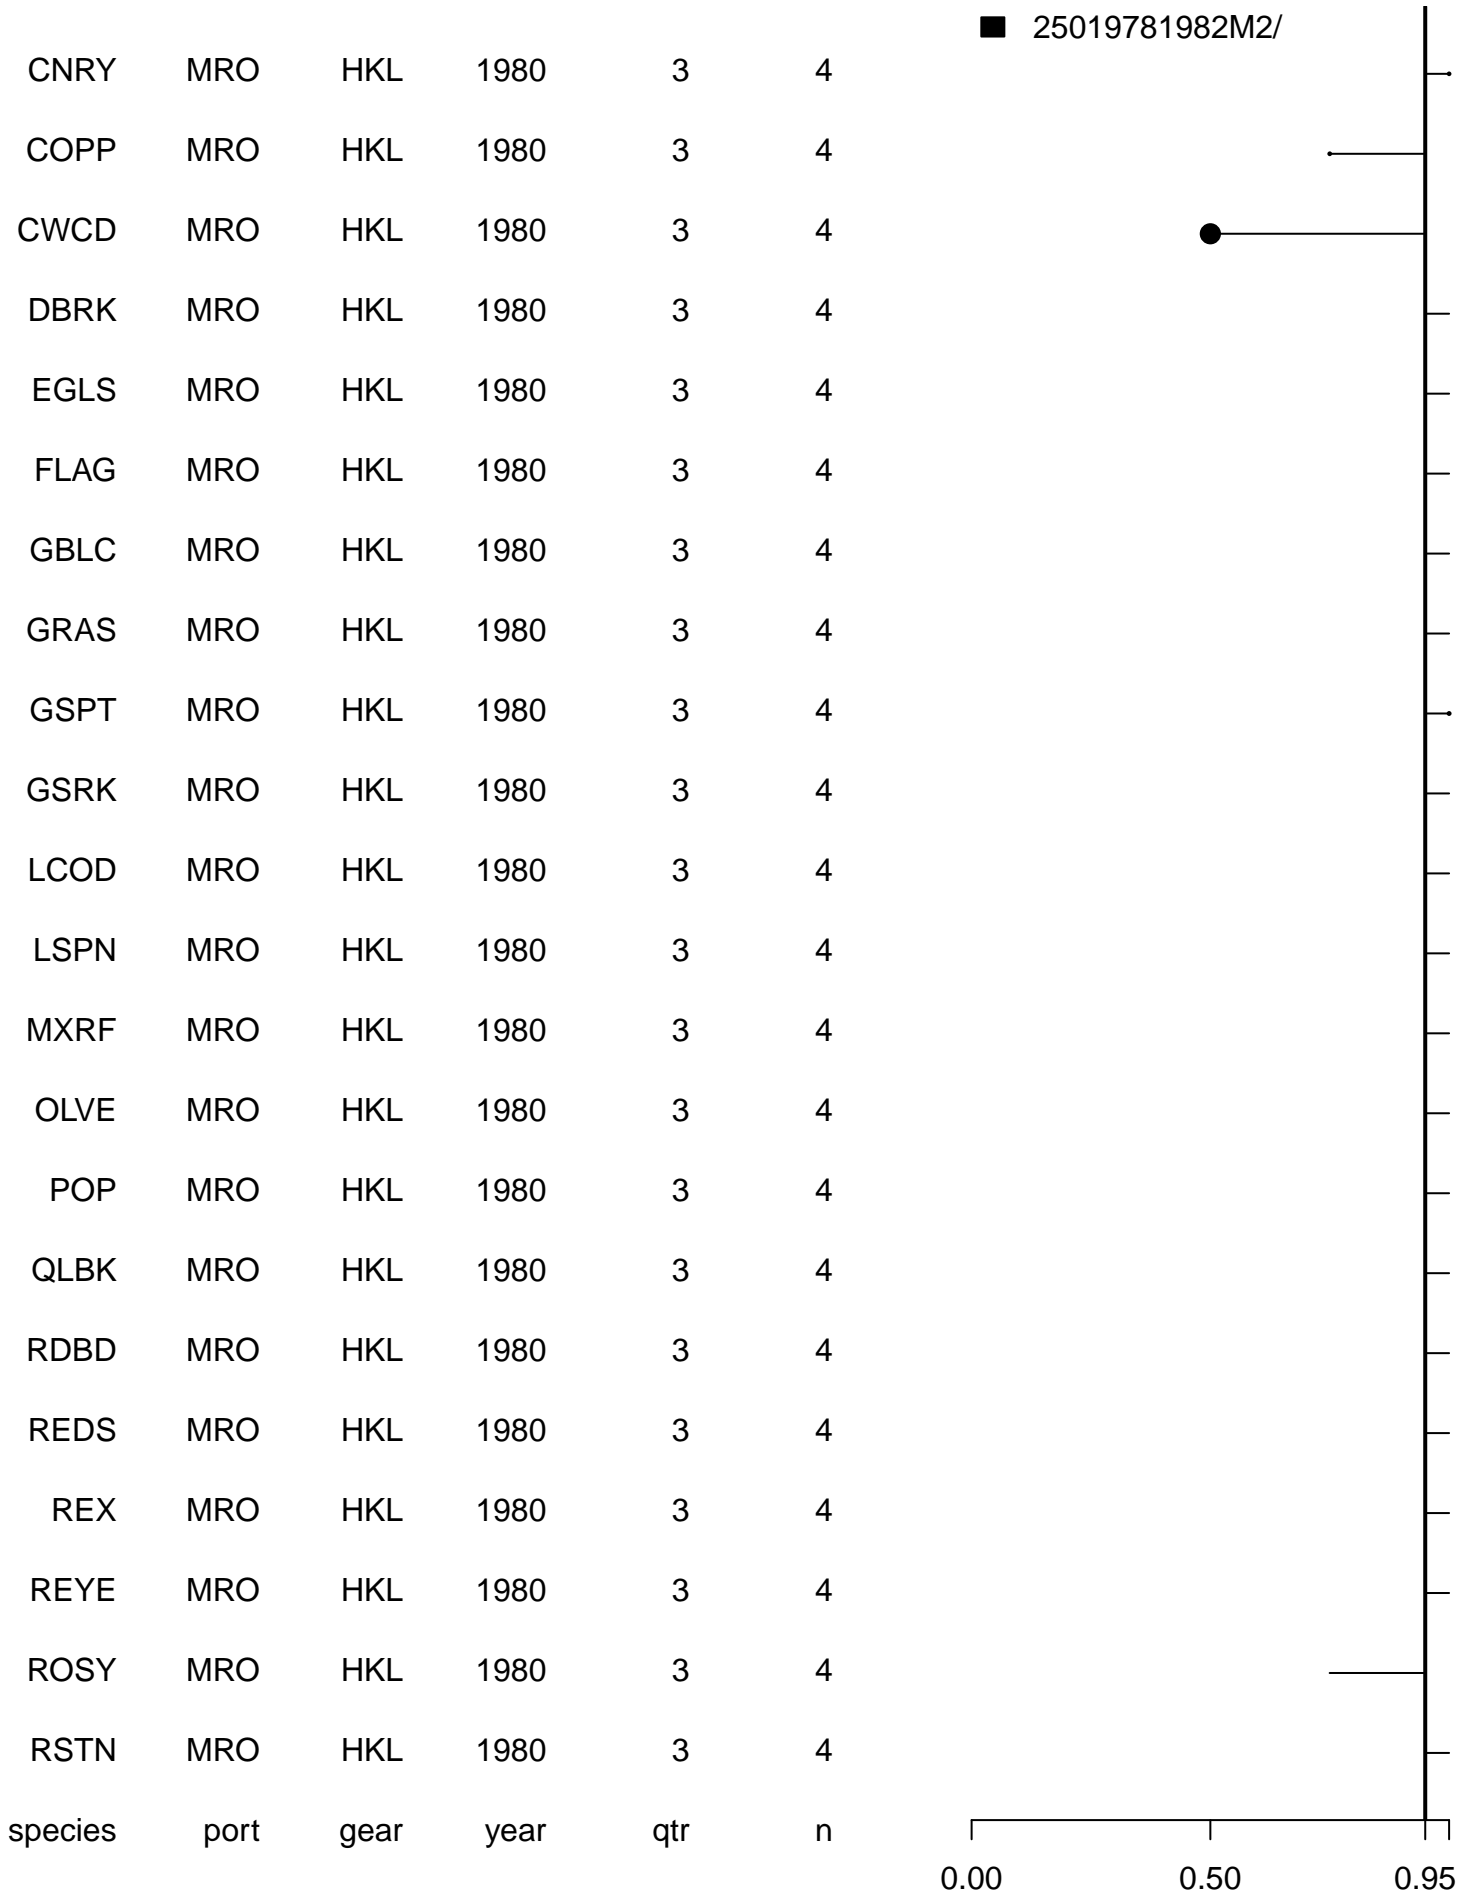 25019781982M2/
CNRY MRO HKL 1980 3 4
COPP MRO HKL 1980 3 4
CWCD MRO HKL 1980 3 4
DBRK MRO HKL 1980 3 4
EGLS MRO HKL 1980 3 4
FLAG MRO HKL 1980 3 4
GBLC MRO HKL 1980 3 4
GRAS MRO HKL 1980 3 4
GSPT MRO HKL 1980 3 4
GSRK MRO HKL 1980 3 4
LCOD MRO HKL 1980 3 4
LSPN MRO HKL 1980 3 4
MXRF MRO HKL 1980 3 4
OLVE MRO HKL 1980 3 4
POP MRO HKL 1980 3 4
QLBK MRO HKL 1980 3 4
RDBD MRO HKL 1980 3 4
REDS MRO HKL 1980 3 4
REX MRO HKL 1980 3 4
REYE MRO HKL 1980 3 4
ROSY MRO HKL 1980 3 4
RSTN MRO HKL 1980 3 4
species port gear year qtr n
0.00 0.50 0.95